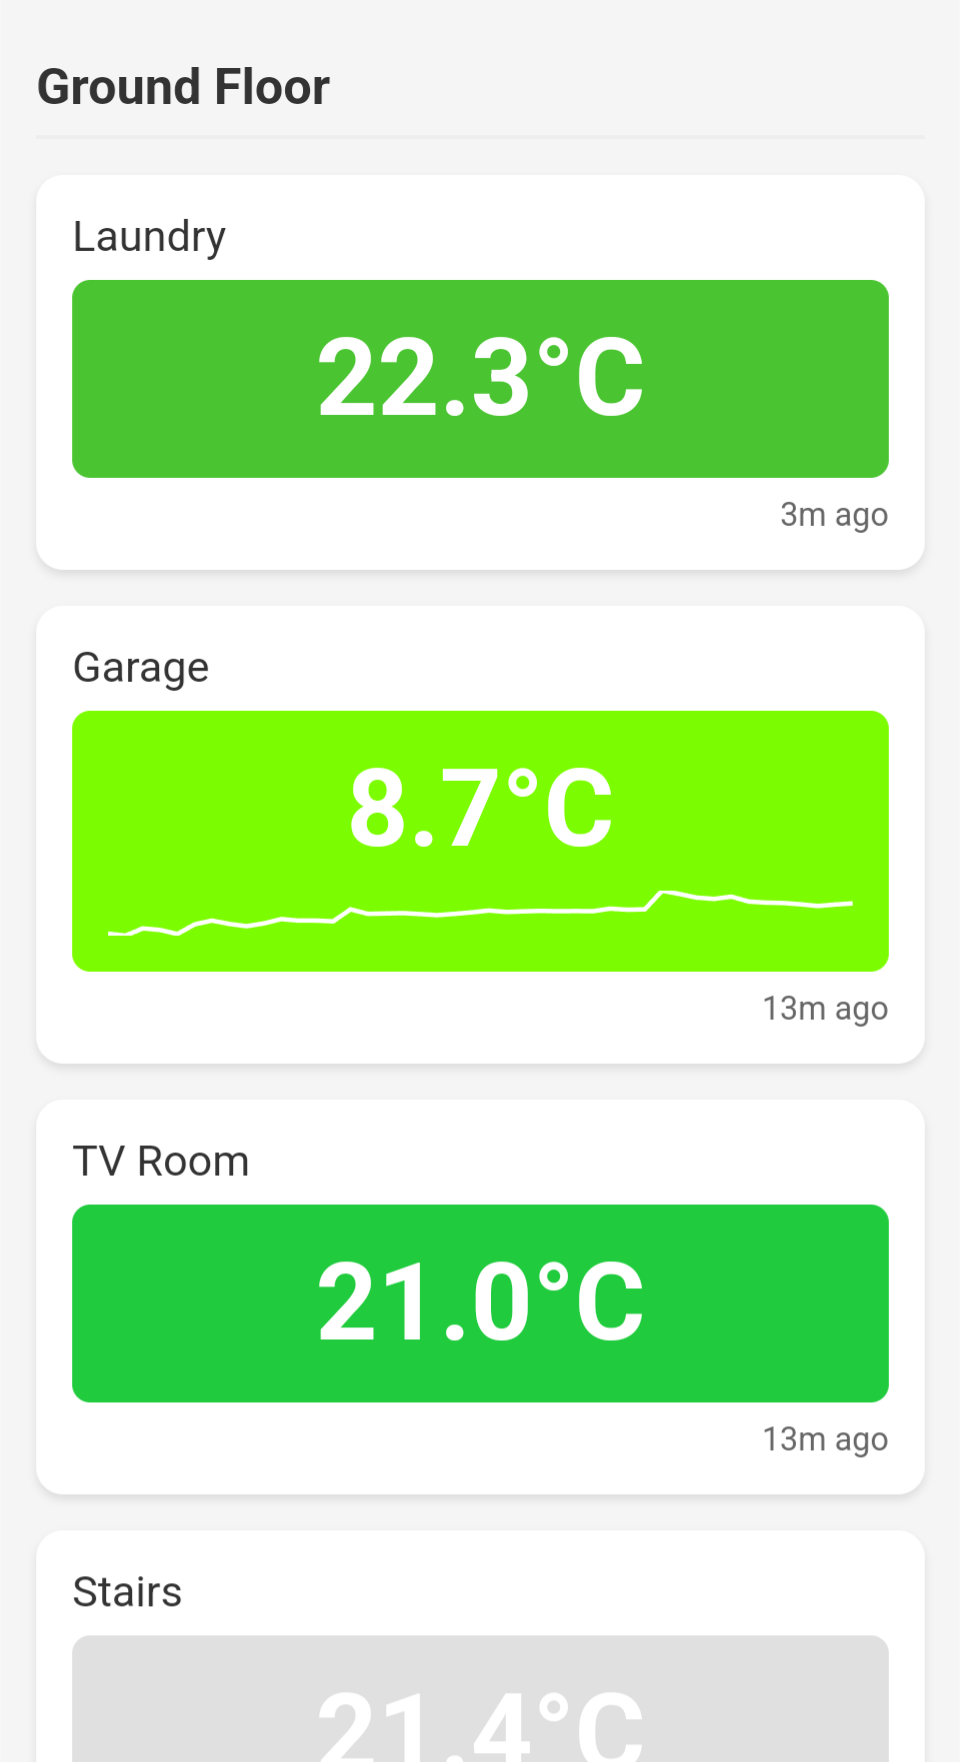 Ground Floor
Laundry
22.3°C
3m ago
Garage
8.7°C
13m ago
TV Room
21.0°C
13m ago
Stairs
21.4°C